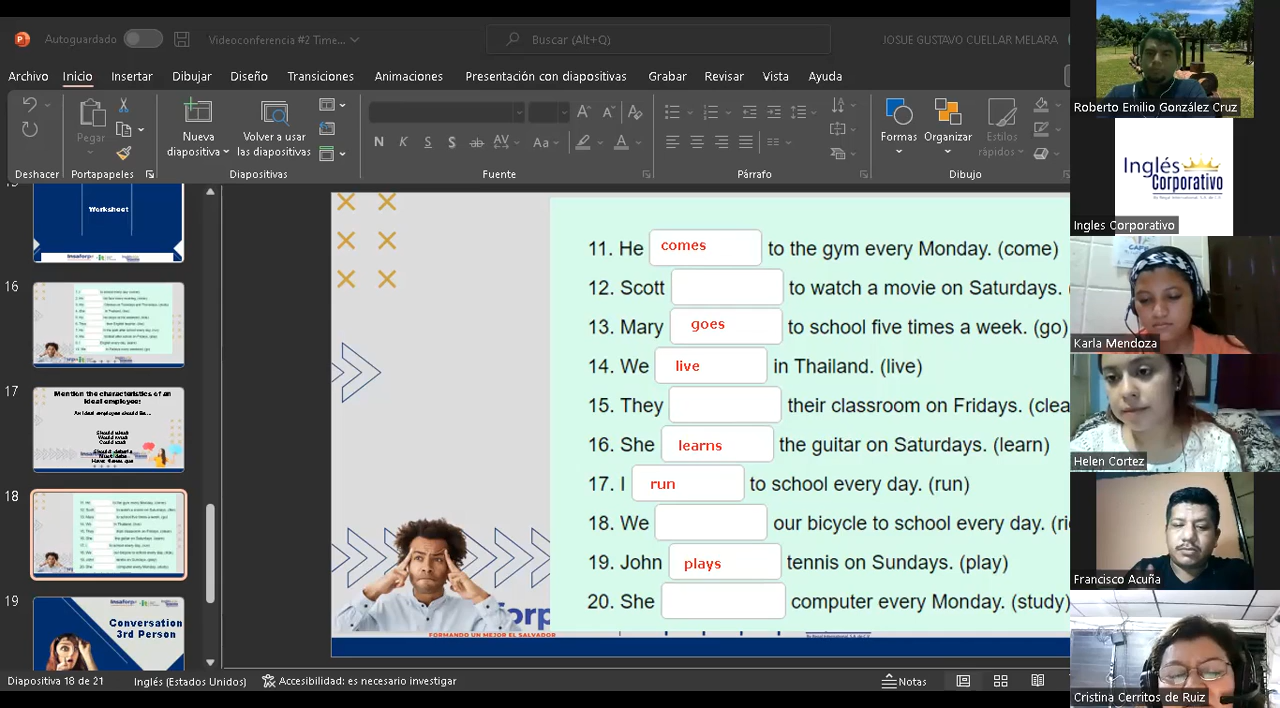 Autoguardado
Videoconferencia #2 Time...
Buscar (Alt+Q)
JOSUE GUSTAVO CUELLAR MELARA
Archivo Inicio Insertar Dibujar Diseño Transiciones Animaciones Presentación con diapositivas Grabar Revisar Vista Ayuda
Pegar
Nueva diapositiva
Volver a usar las diapositivas
N K S S ab AV Aa A
Formas Organizar Estilos rápidos
Deshacer Portapapeles Diapositivas Fuente Párrafo Dibujo
Worksheet
16
17
Mention the characteristics of an
ideal employee:
An ideal employee should be...
18
19
Conversation
3rd Person
11. He comes to the gym every Monday. (come)
12. Scott to watch a movie on Saturdays.
13. Mary goes to school five times a week. (go)
14. We live in Thailand. (live)
15. They their classroom on Fridays. (clea
16. She learns the guitar on Saturdays. (learn)
17. I run to school every day. (run)
18. We our bicycle to school every day. (ri
19. John plays tennis on Sundays. (play)
20. She computer every Monday. (study)
FORMANDO UN MEJOR EL SALVADOR
Diapositiva 18 de 21
Inglés (Estados Unidos)
Accesibilidad: es necesario investigar
Notas
Roberto Emilio González Cruz
Inglés
Corporativo
Ingles Corporativo
Karla Mendoza
Helen Cortez
Francisco Acuña
Cristina Cerritos de Ruiz